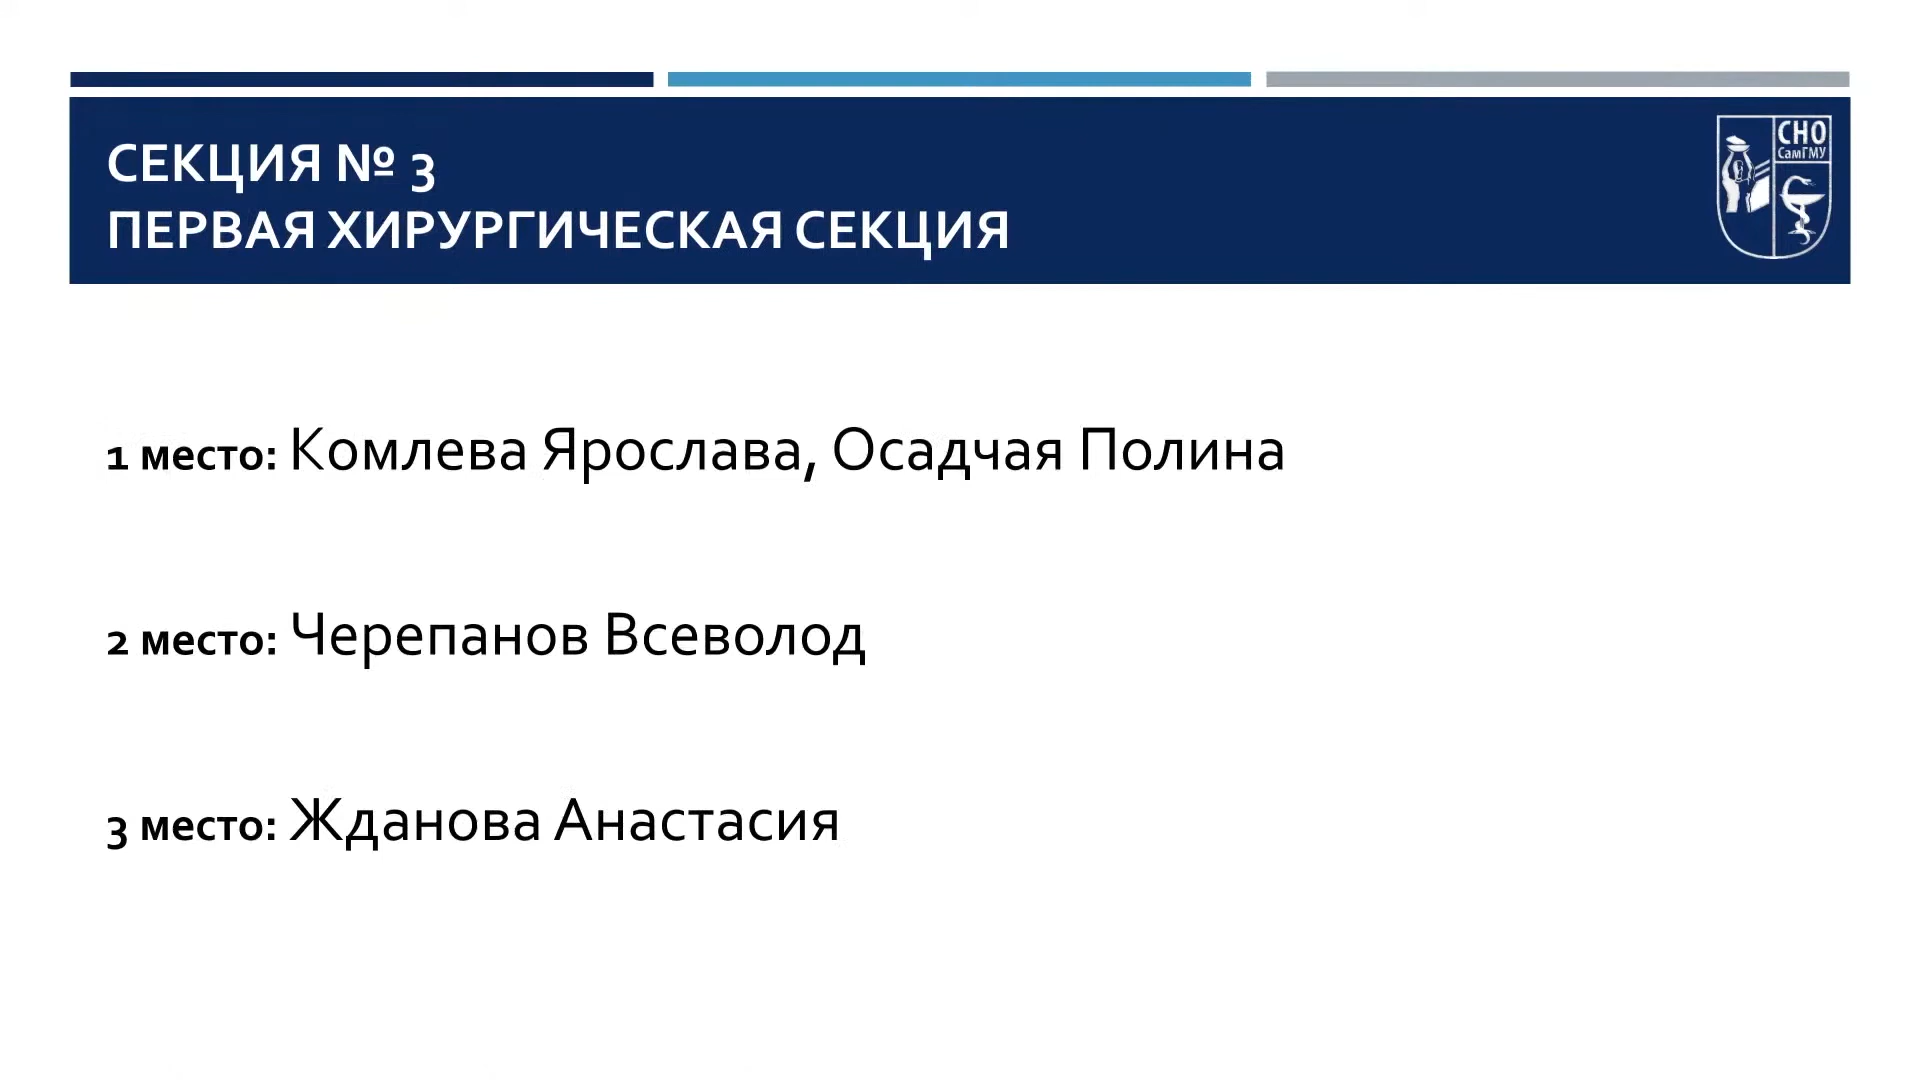 СЕКЦИЯ № 3
ПЕРВАЯ ХИРУРГИЧЕСКАЯ СЕКЦИЯ
СНО
СамГМУ
1 место: Комлева Ярослава, Осадчая Полина
2 место: Черепанов Всеволод
3 место: Жданова Анастасия